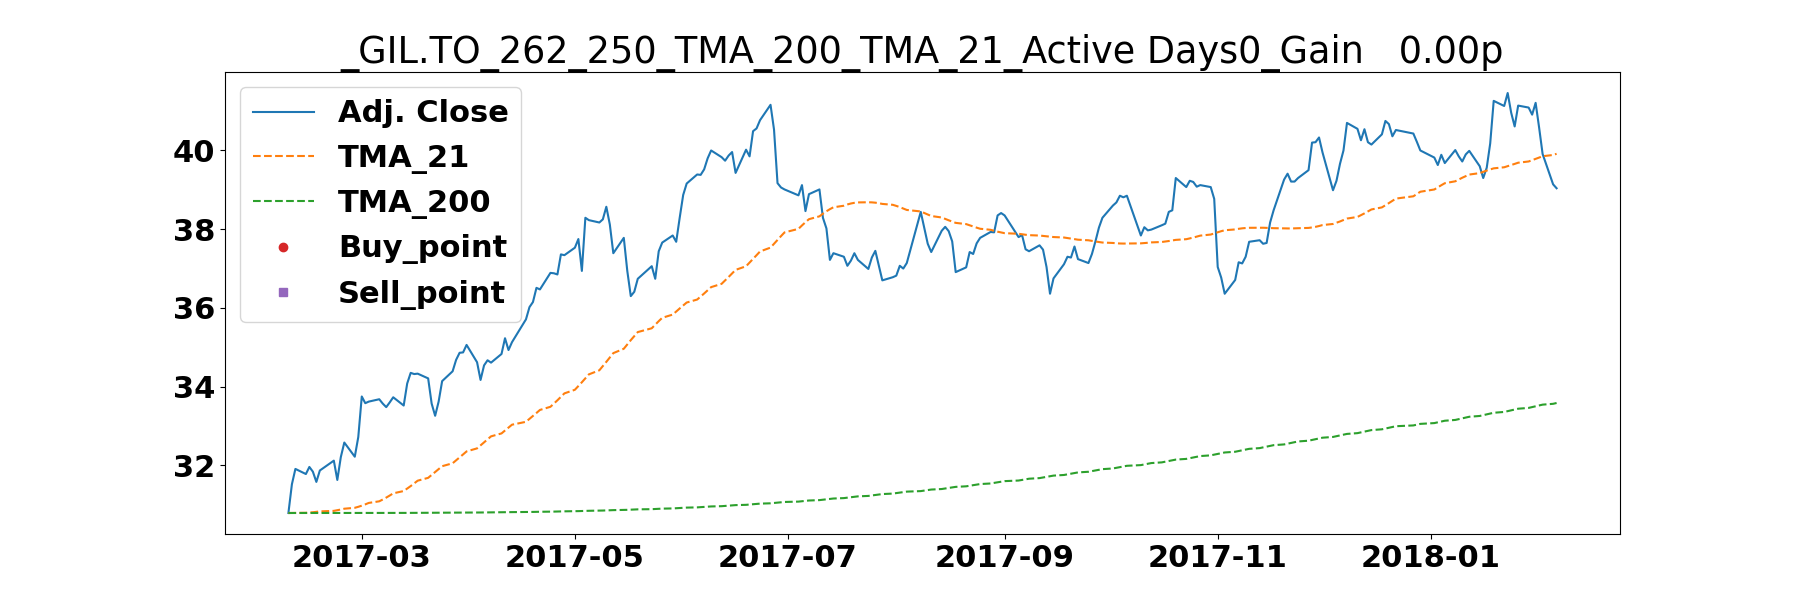 _GIL.TO_262_250_TMA_200_TMA_21_Active Days0_Gain   0.00p
Adj. Close
TMA_21
TMA_200
Buy_point
Sell_point
40
38
36
34
32
2017-03 2017-05 2017-07 2017-09 2017-11 2018-01